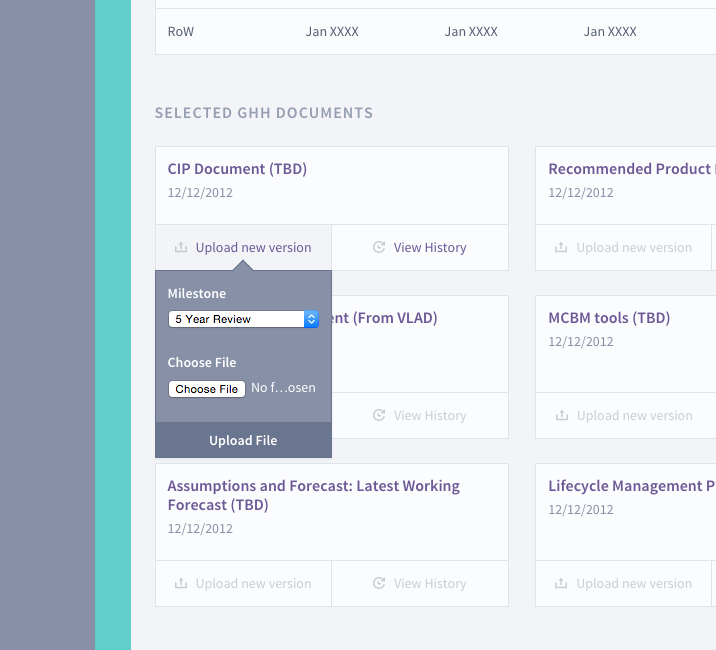 RoW Jan XXXX Jan XXXX Jan XXXX
SELECTED GHH DOCUMENTS
CIP Document (TBD)
12/12/2012
Upload new version
View History
Recommended Product
12/12/2012
Upload new version
Milestone
5 Year Review
Choose File
Choose File No f...osen
Upload File
(From VLAD)
View History
MCBM tools (TBD)
12/12/2012
Upload new version
Assumptions and Forecast: Latest Working
Forecast (TBD)
12/12/2012
Upload new version
View History
Lifecycle Management
12/12/2012
Upload new version